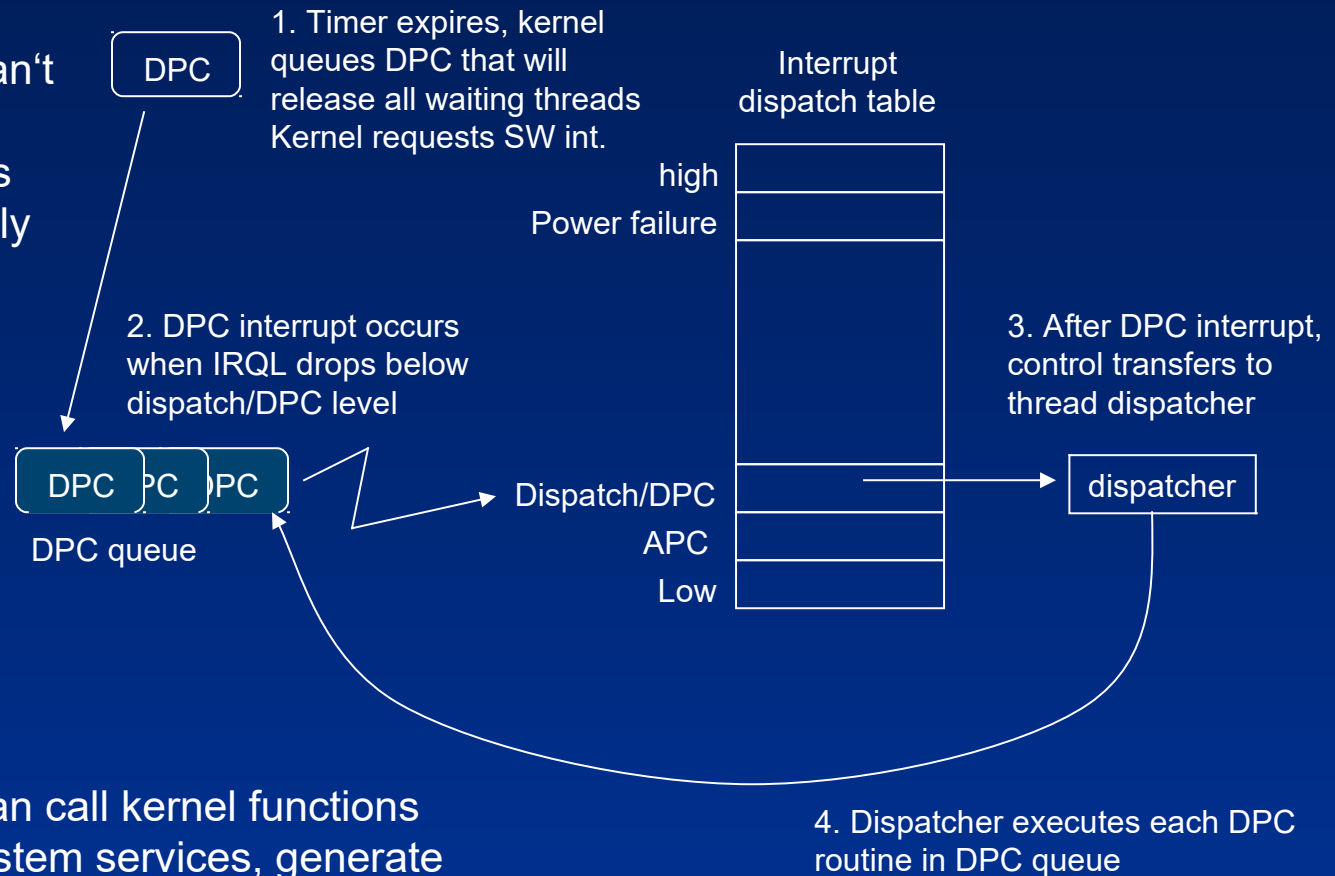 an‘t
s
ly
DPC
1. Timer expires, kernel
queues DPC that will
release all waiting threads
Kernel requests SW int.
Interrupt
dispatch table
high
Power failure
2. DPC interrupt occurs
when IRQL drops below
dispatch/DPC level
3. After DPC interrupt,
control transfers to
thread dispatcher
DPC PC PC
DPC queue
Dispatch/DPC
APC
Low
dispatcher
an call kernel functions
stem services, generate
4. Dispatcher executes each DPC
routine in DPC queue